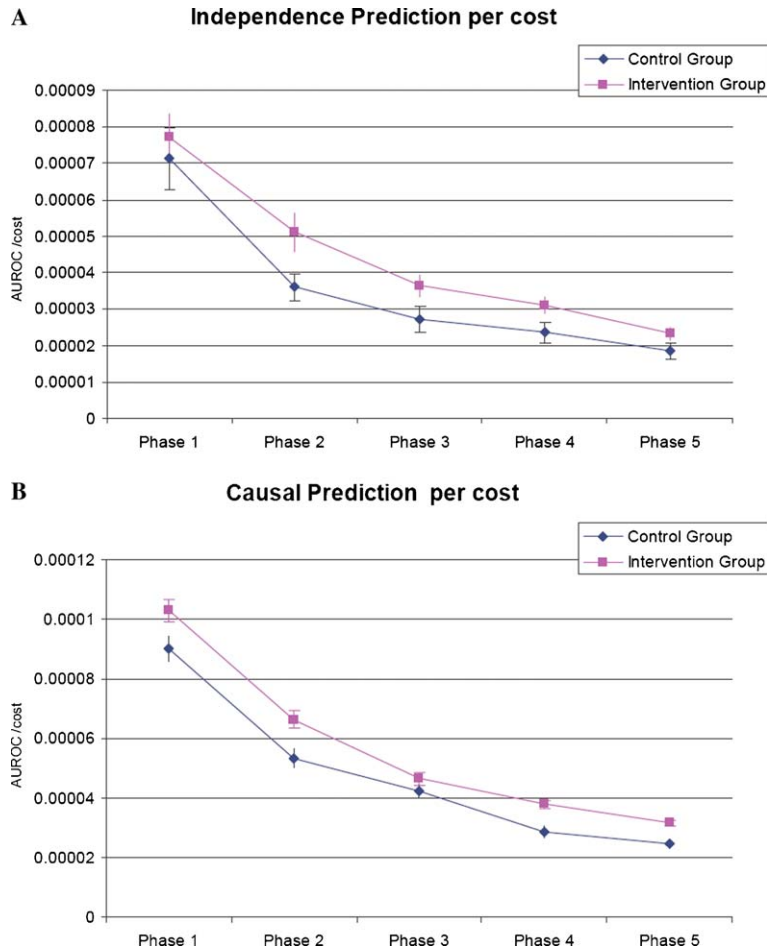 A
Independence Prediction per cost
Control Group
Intervention Group
0.00009
0.00008
0.00007
0.00006
0.00005
0.00004
0.00003
0.00002
0.00001
0
AUROC /cost
Phase 1 Phase 2 Phase 3 Phase 4 Phase 5
B
Causal Prediction per cost
Control Group
Intervention Group
0.00012
0.0001
0.00008
0.00006
0.00004
0.00002
0
AUROC /cost
Phase 1 Phase 2 Phase 3 Phase 4 Phase 5